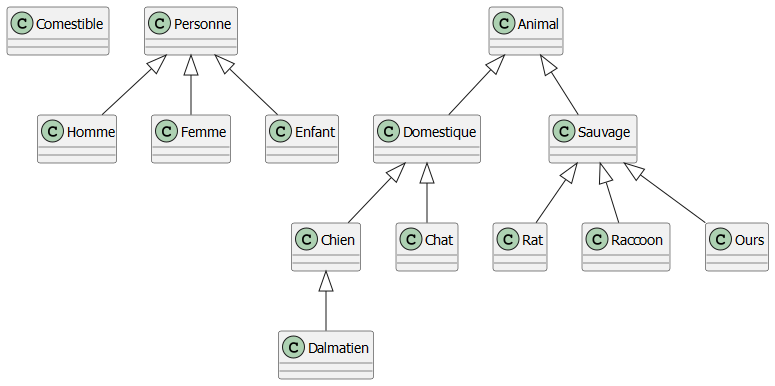 C Comestible
C Personne
C Animal
C Homme
C Femme
C Enfant
C Domestique
C Sauvage
C Chien
C Chat
C Rat
C Raccoon
C Ours
C Dalmatien